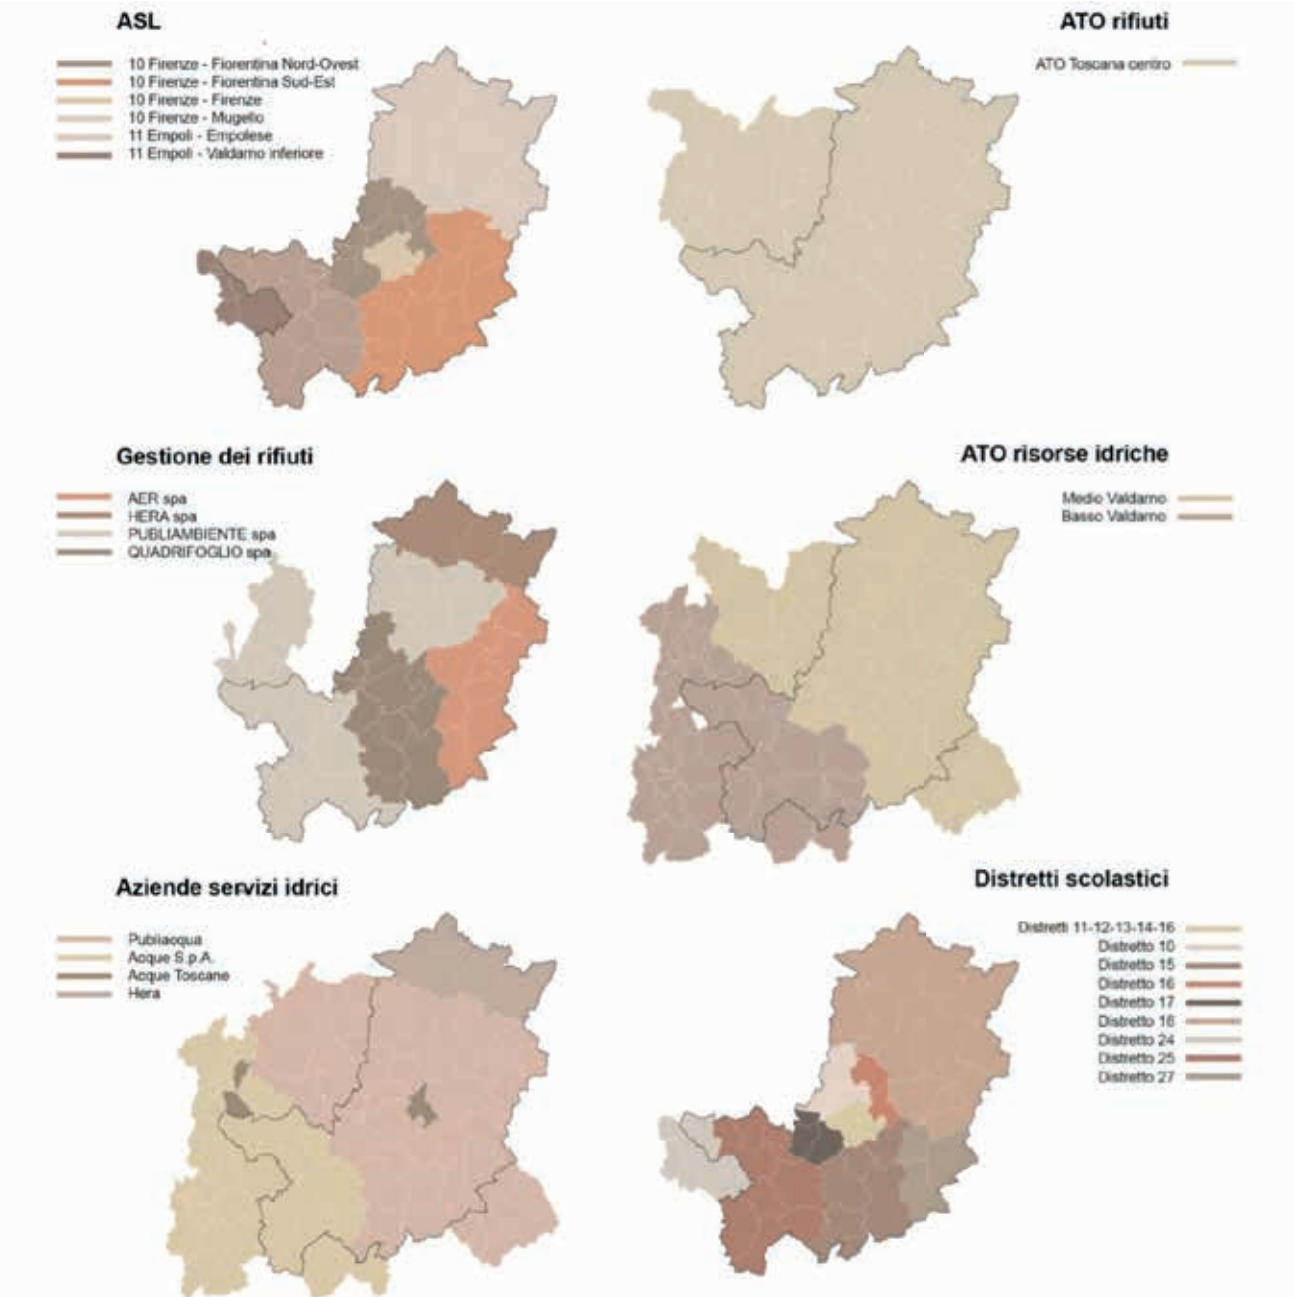 ASL
10 Firenze - Fiorentina Nord-Ovest
10 Firenze - Fiorentina Sud-Est
10 Firenze - Firenze
10 Firenze - Mugello
11 Empoli - Empolese
11 Empoli - Valdarno inferiore
ATO rifiuti
ATO Toscana centro
Gestione dei rifiuti
AER spa
HERA spa
PUBLIAMBIENTE spa
QUADRIFOGLIO spa
ATO risorse idriche
Medio Valdarno
Basso Valdarno
Aziende servizi idrici
Publiacqua
Acque S.p.A.
Acque Toscane
Hera
Distretti scolastici
Distretti 11-12-13-14-16
Distretto 10
Distretto 15
Distretto 16
Distretto 17
Distretto 18
Distretto 24
Distretto 25
Distretto 27